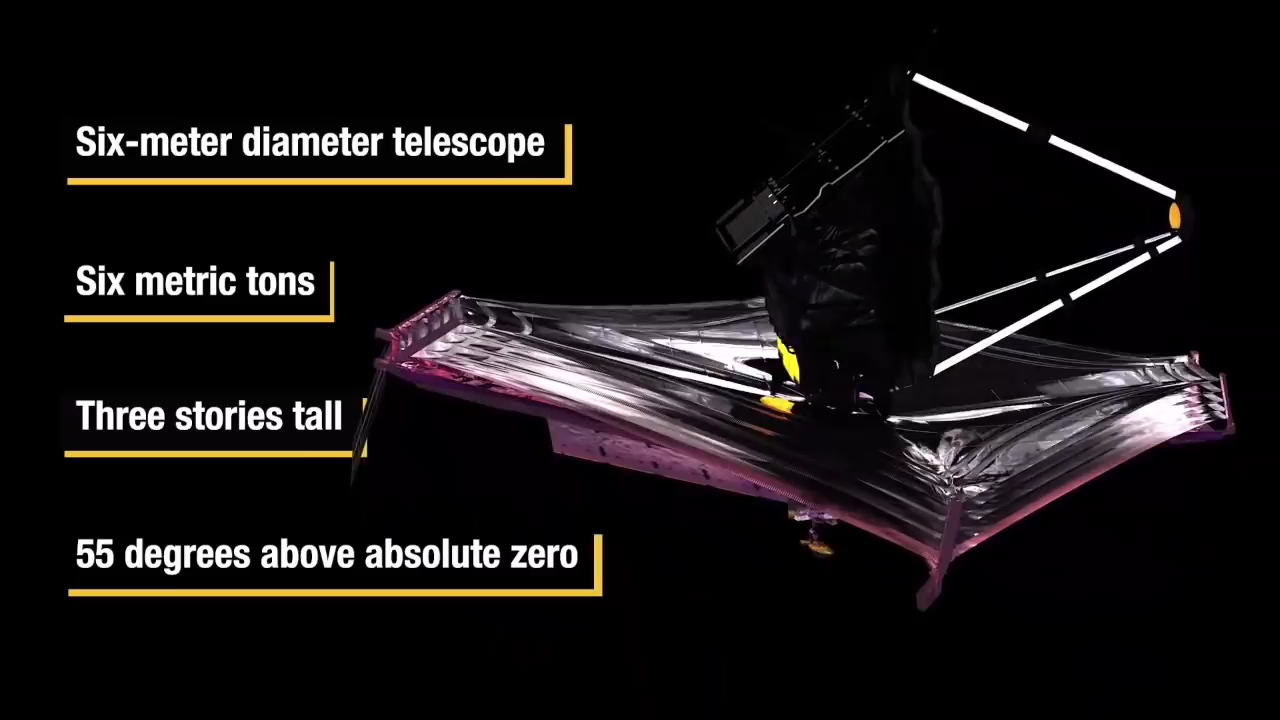 Six-meter diameter telescope
Six metric tons
Three stories tall
55 degrees above absolute zero